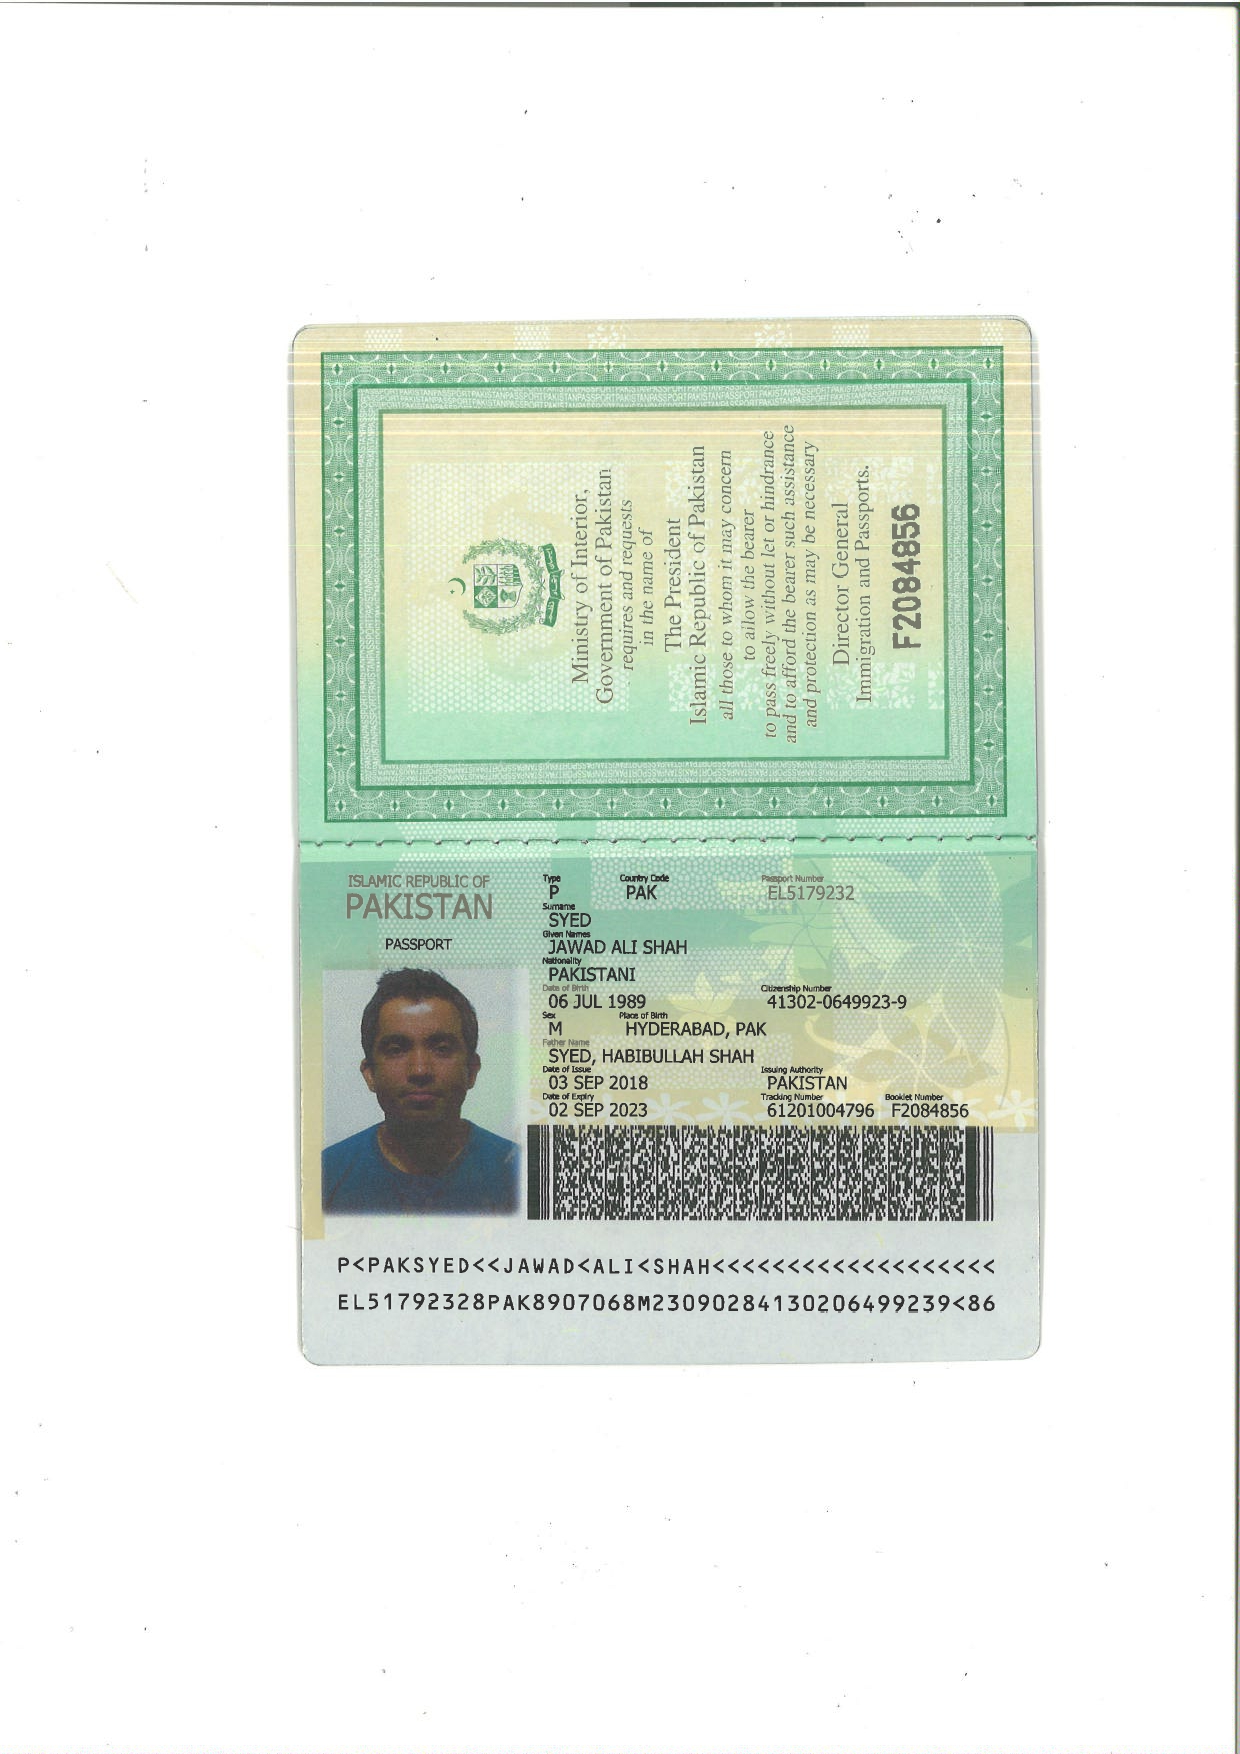 Ministry of Interior,
Government of Pakistan
requires and requests
in the name of
The President
Islamic Republic of Pakistan
all those to whom it may concern
to allow the bearer
to pass freely without let or hindrance
and to afford the bearer such assistance
and protection as may be necessary
Director General
Immigration and Passports.
F2084856
ISLAMIC REPUBLIC OF
PAKISTAN
PASSPORT
Type Country Code Passport Number
P PAK EL5179232
Surname
SYED
Given Names
JAWAD ALI SHAH
Nationality
PAKISTANI
Date of Birth Citizenship Number
06 JUL 1989 41302-0649923-9
Sex Place of Birth
M HYDERABAD, PAK
Father Name
SYED, HABIBULLAH SHAH
Date of Issue Issuing Authority
03 SEP 2018 PAKISTAN
Date of Expiry Tracking Number Booklet Number
02 SEP 2023 61201004796 F2084856
P<PAKSYED<<JAWAD<ALI<SHAH<<<<<<<<<<<<<<<<<<<
EL51792328PAK8907068M23090284130206499239<86